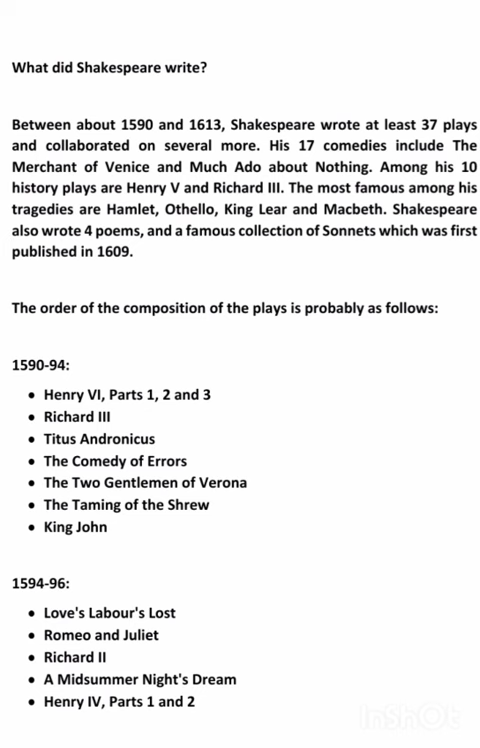 What did Shakespeare write?
Between about 1590 and 1613, Shakespeare wrote at least 37 plays
and collaborated on several more. His 17 comedies include The
Merchant of Venice and Much Ado about Nothing. Among his 10
history plays are Henry V and Richard III. The most famous among his
tragedies are Hamlet, Othello, King Lear and Macbeth. Shakespeare
also wrote 4 poems, and a famous collection of Sonnets which was first
published in 1609.
The order of the composition of the plays is probably as follows:
1590-94:
• Henry VI, Parts 1, 2 and 3
• Richard III
• Titus Andronicus
• The Comedy of Errors
• The Two Gentlemen of Verona
• The Taming of the Shrew
• King John
1594-96:
• Love's Labour's Lost
• Romeo and Juliet
• Richard II
• A Midsummer Night's Dream
• Henry IV, Parts 1 and 2
InShOt